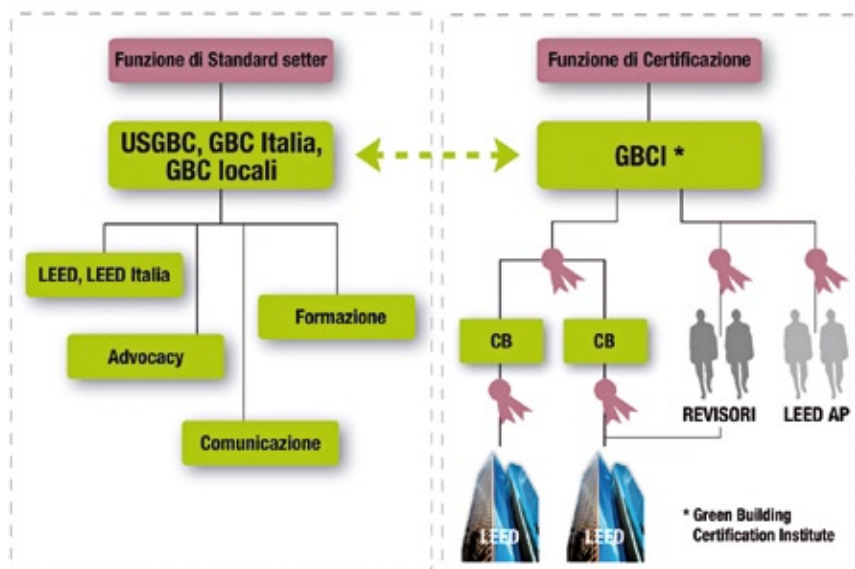 Funzione di Standard setter
USGBC, GBC Italia,
GBC locali
LEED, LEED Italia
Formazione
Advocacy
Comunicazione
Funzione di Certificazione
GBCI *
CB
CB
REVISORI
LEED AP
LEED
LEED
* Green Building
Certification Institute